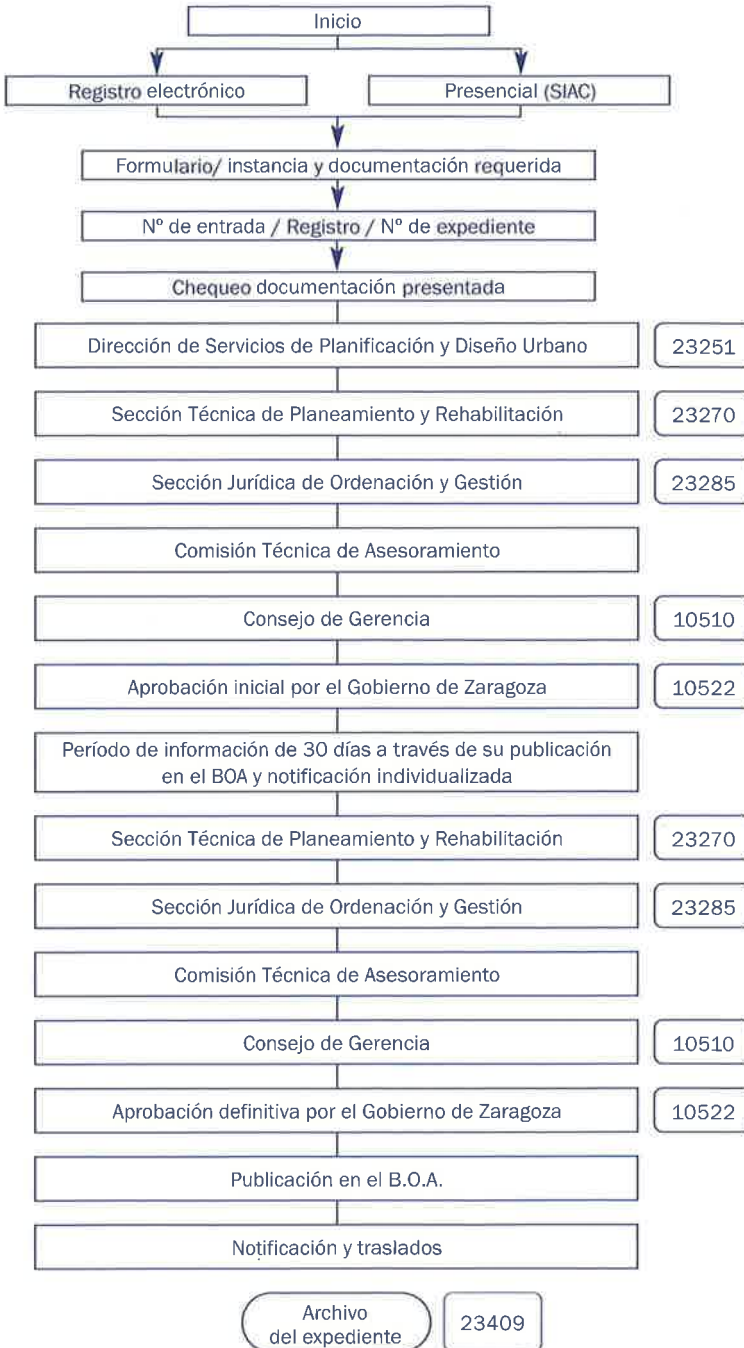 Inicio
Registro electrónico
Presencial (SIAC)
Formulario/ instancia y documentación requerida
Nº de entrada / Registro / Nº de expediente
Chequeo documentación presentada
Dirección de Servicios de Planificación y Diseño Urbano
23251
Sección Técnica de Planeamiento y Rehabilitación
23270
Sección Jurídica de Ordenación y Gestión
23285
Comisión Técnica de Asesoramiento
Consejo de Gerencia
10510
Aprobación inicial por el Gobierno de Zaragoza
10522
Período de información de 30 días a través de su publicación
en el BOA y notificación individualizada
Sección Técnica de Planeamiento y Rehabilitación
23270
Sección Jurídica de Ordenación y Gestión
23285
Comisión Técnica de Asesoramiento
Consejo de Gerencia
10510
Aprobación definitiva por el Gobierno de Zaragoza
10522
Publicación en el B.O.A.
Notificación y traslados
Archivo
del expediente
23409